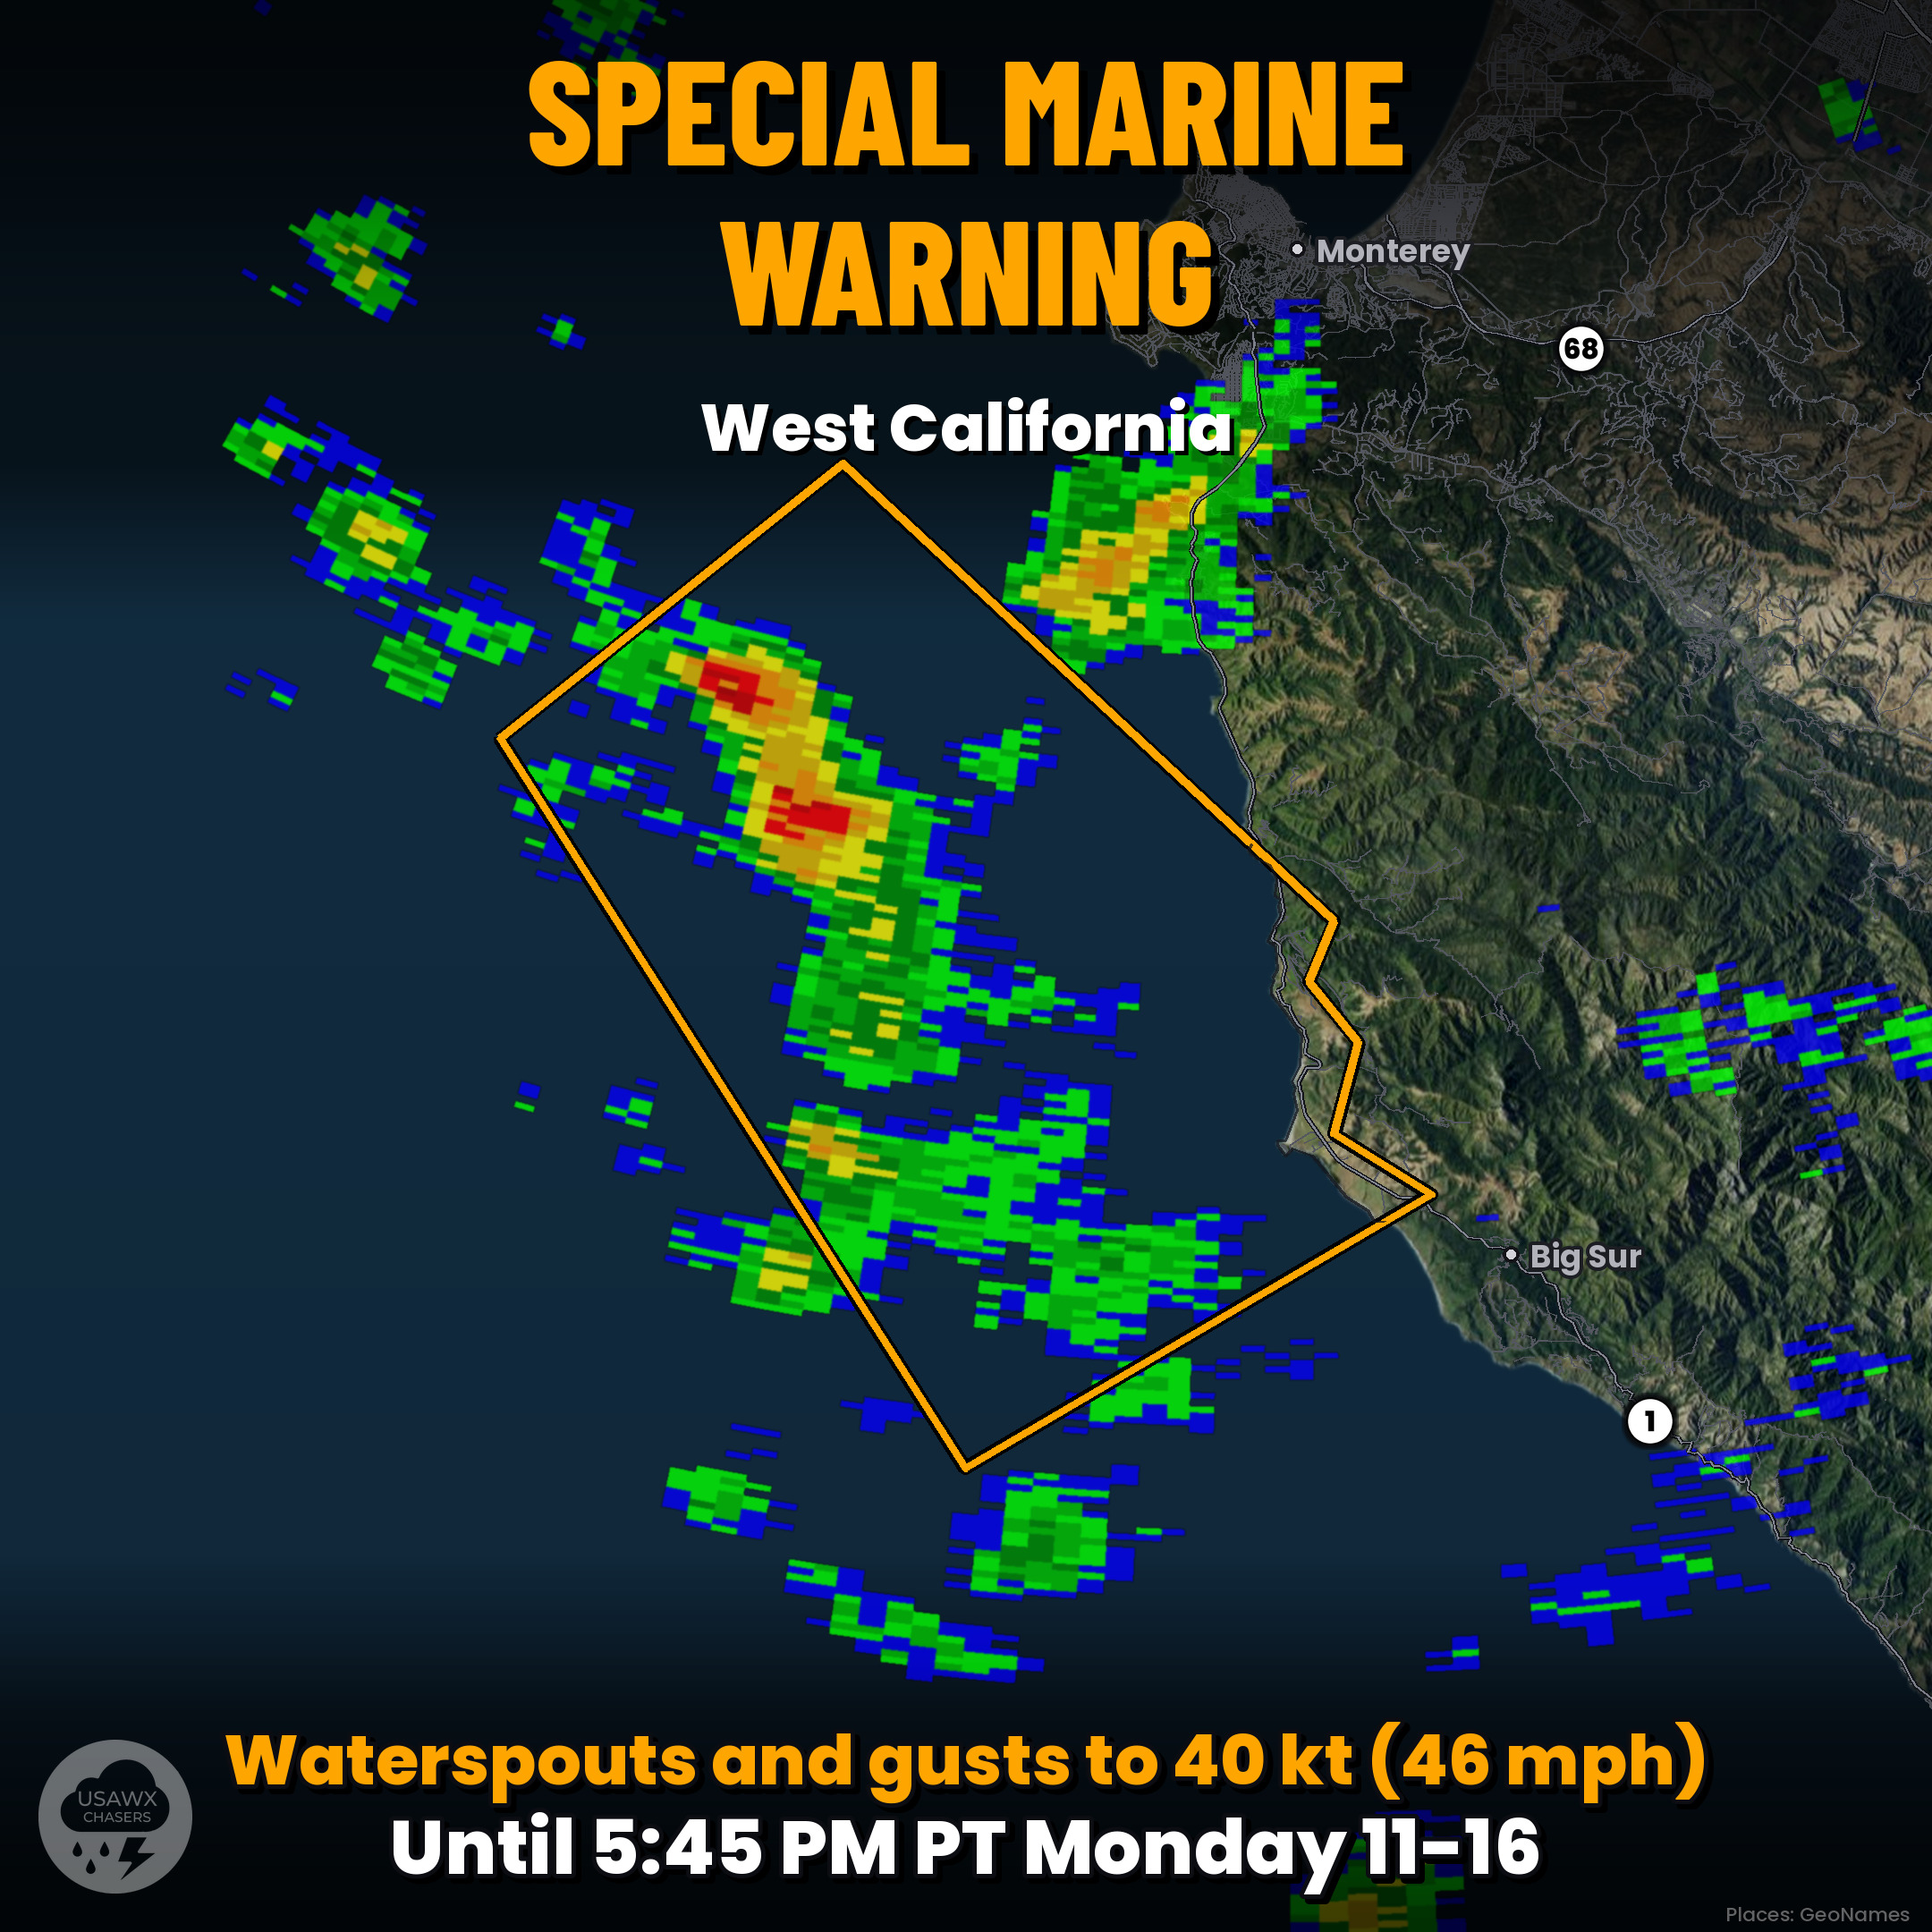 SPECIAL MARINE
WARNING
Monterey
68
West California
Big Sur
1
Waterspouts and gusts to 40 kt (46 mph)
USAWX
CHASERS
Until 5:45 PM PT Monday 11-16
Places: GeoNames